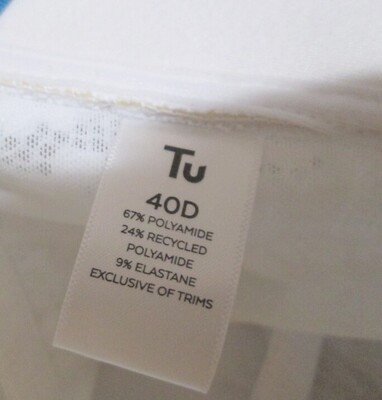 Tu
40D
67% POLYAMIDE
24% RECYCLED
POLYAMIDE
9% ELASTANE
EXCLUSIVE OF TRIMS